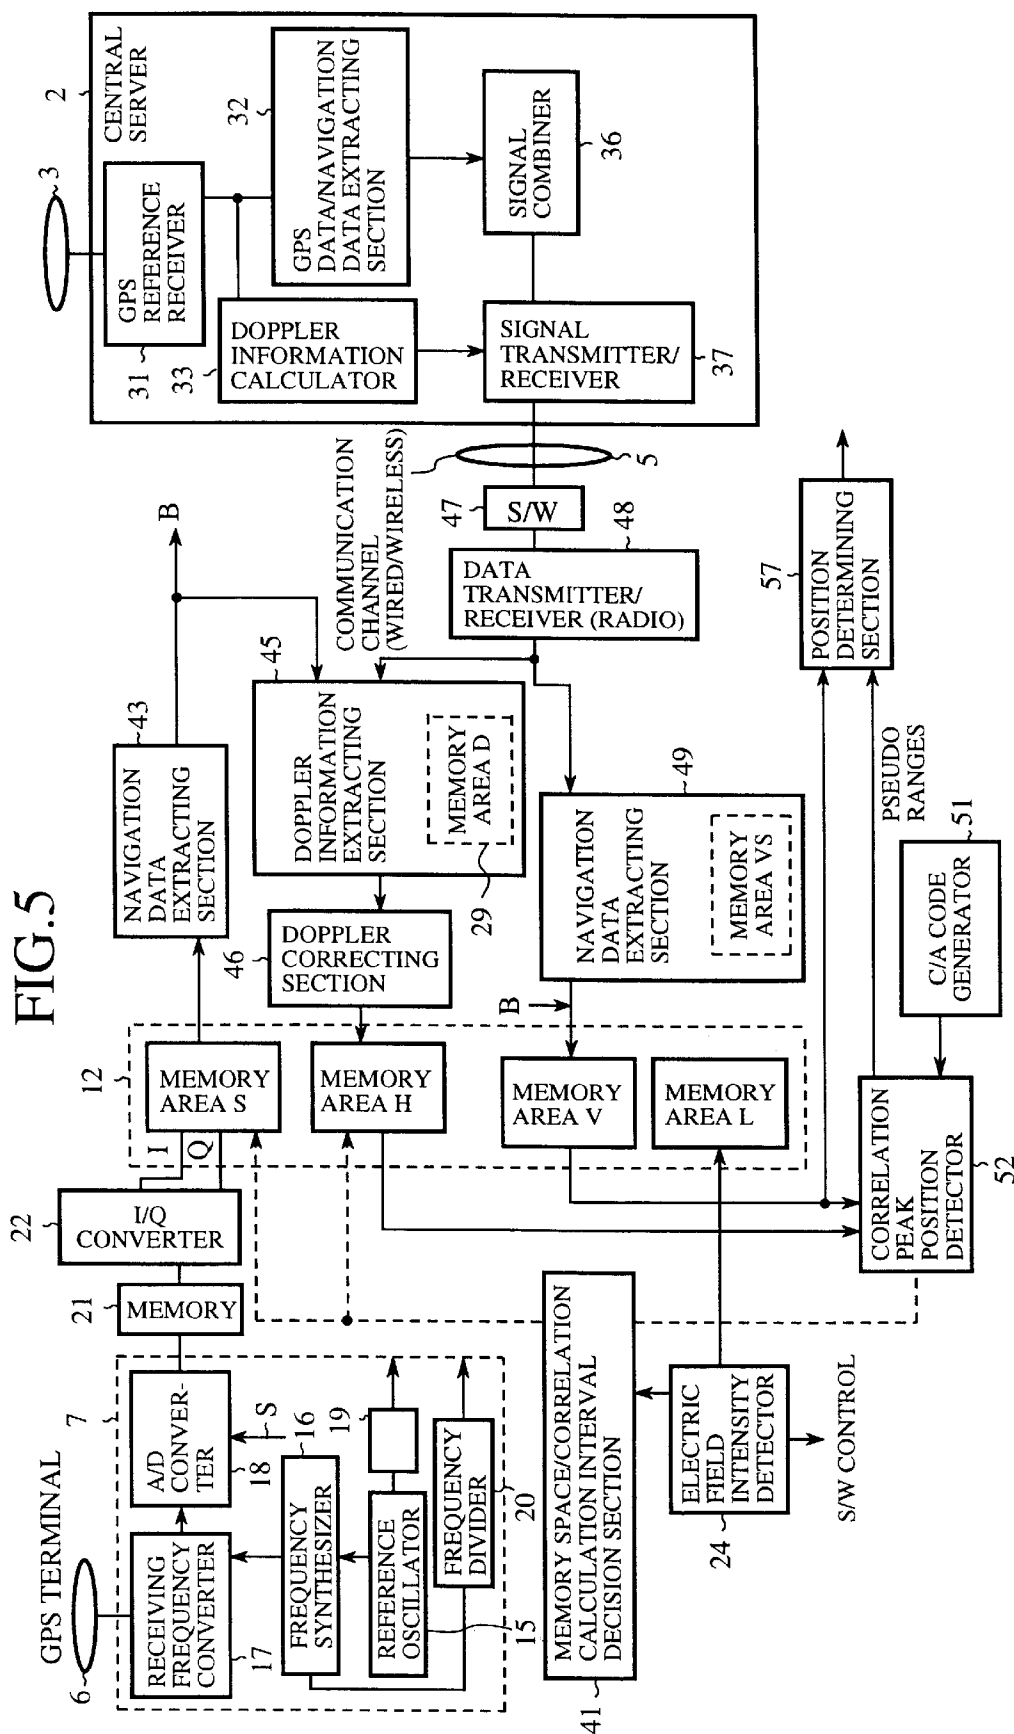 FIG.5
GPS TERMINAL
6
7
RECEIVING
FREQUENCY
CONVERTER
17
A/D
CONVER-
TER
18
S
FREQUENCY
SYNTHESIZER
16
REFERENCE
OSCILLATOR
15
19
FREQUENCY
DIVIDER
20
21
MEMORY
22
I/Q
CONVERTER
I
Q
12
MEMORY
AREA S
MEMORY
AREA H
MEMORY
AREA V
MEMORY
AREA L
B
43
NAVIGATION
DATA
EXTRACTING
SECTION
B
46
DOPPLER
CORRECTING
SECTION
45
DOPPLER
INFORMATION
EXTRACTING
SECTION
MEMORY
AREA D
29
NAVIGATION
DATA
EXTRACTING
SECTION
MEMORY
AREA VS
49
COMMUNICATION
CHANNEL
(WIRED/WIRELESS)
47
S/W
5
DATA
TRANSMITTER/
RECEIVER (RADIO)
48
3
2
CENTRAL
SERVER
GPS
REFERENCE
RECEIVER
31
33
DOPPLER
INFORMATION
CALCULATOR
32
GPS
DATA/NAVIGATION
DATA EXTRACTING
SECTION
SIGNAL
COMBINER
36
SIGNAL
TRANSMITTER/
RECEIVER
37
41
MEMORY SPACE/CORRELATION
CALCULATION INTERVAL
DECISION SECTION
ELECTRIC
FIELD
INTENSITY
DETECTOR
24
S/W CONTROL
CORRELATION
PEAK
POSITION
DETECTOR
52
C/A CODE
GENERATOR
51
PSEUDO
RANGES
57
POSITION
DETERMINING
SECTION